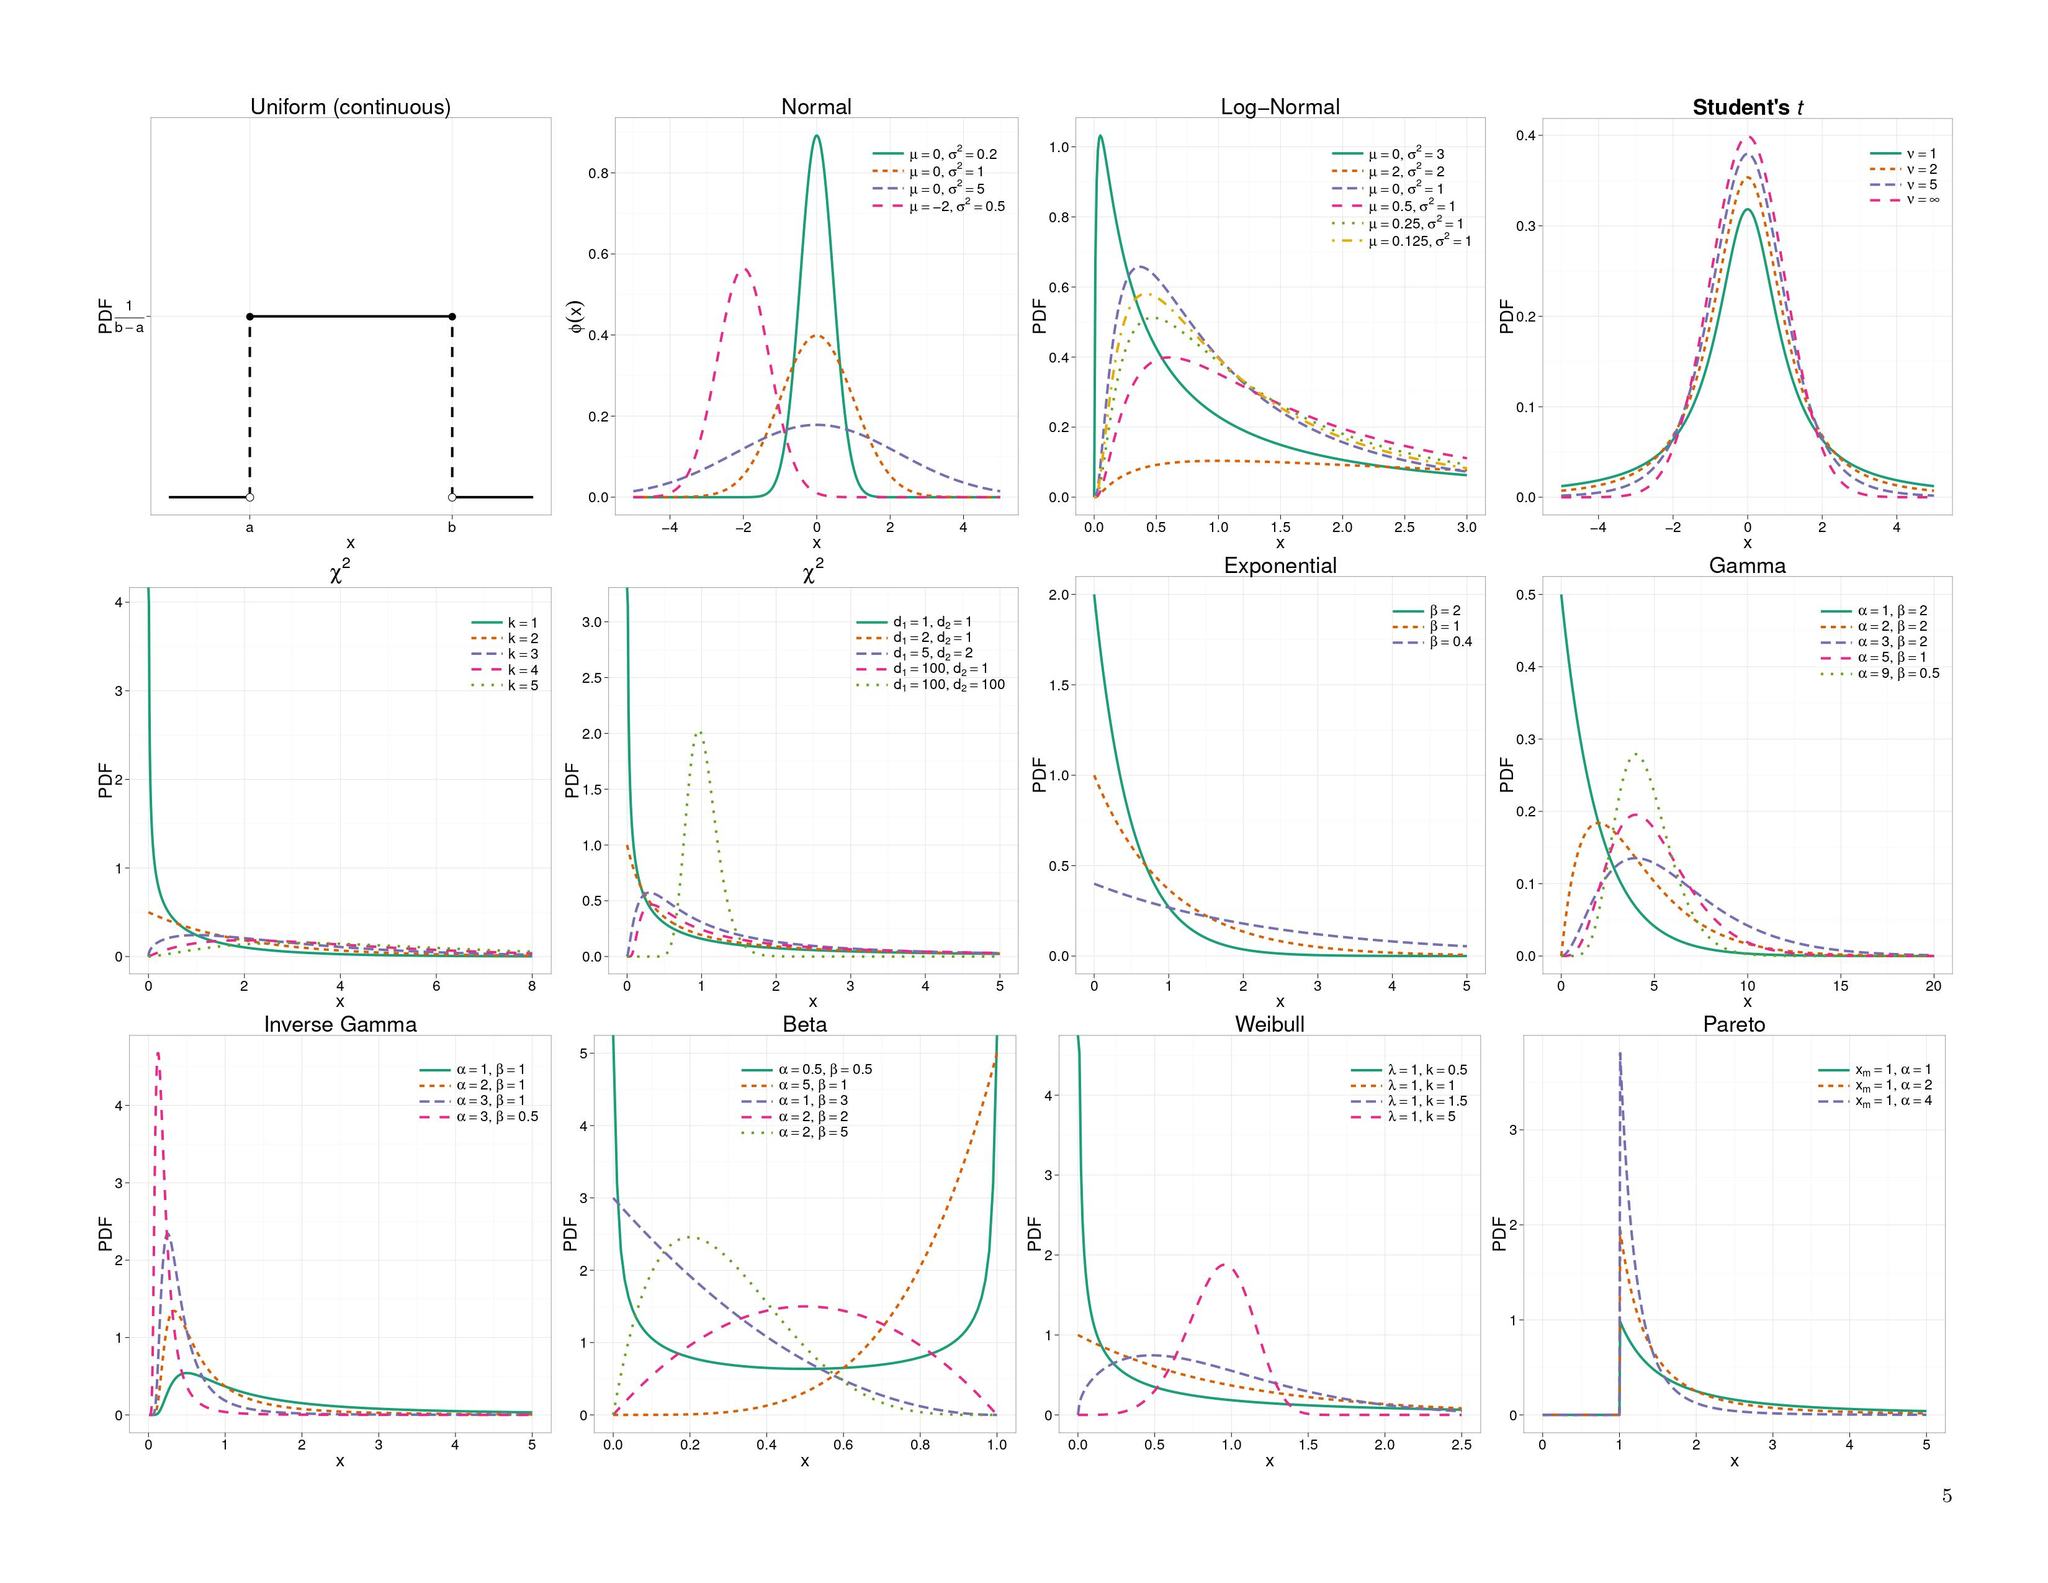 Uniform (continuous)
PDF
1
b − a
a b
x
Normal
ϕ(x)
0.8
0.6
0.4
0.2
0.0
−4 −2 0 2 4
x
μ = 0, σ² = 0.2
μ = 0, σ² = 1
μ = 0, σ² = 5
μ = −2, σ² = 0.5
Log−Normal
PDF
1.0
0.8
0.6
0.4
0.2
0.0
0.0 0.5 1.0 1.5 2.0 2.5 3.0
x
μ = 0, σ² = 3
μ = 2, σ² = 2
μ = 0, σ² = 1
μ = 0.5, σ² = 1
μ = 0.25, σ² = 1
μ = 0.125, σ² = 1
Student's t
PDF
0.4
0.3
0.2
0.1
0.0
−4 −2 0 2 4
x
ν = 1
ν = 2
ν = 5
ν = ∞
χ²
PDF
4
3
2
1
0
0 2 4 6 8
x
k = 1
k = 2
k = 3
k = 4
k = 5
χ²
PDF
3.0
2.5
2.0
1.5
1.0
0.5
0.0
0 1 2 3 4 5
x
d₁ = 1, d₂ = 1
d₁ = 2, d₂ = 1
d₁ = 5, d₂ = 2
d₁ = 100, d₂ = 1
d₁ = 100, d₂ = 100
Exponential
PDF
2.0
1.5
1.0
0.5
0.0
0 1 2 3 4 5
x
β = 2
β = 1
β = 0.4
Gamma
PDF
0.5
0.4
0.3
0.2
0.1
0.0
0 5 10 15 20
x
α = 1, β = 2
α = 2, β = 2
α = 3, β = 2
α = 5, β = 1
α = 9, β = 0.5
Inverse Gamma
PDF
4
3
2
1
0
0 1 2 3 4 5
x
α = 1, β = 1
α = 2, β = 1
α = 3, β = 1
α = 3, β = 0.5
Beta
PDF
5
4
3
2
1
0
0.0 0.2 0.4 0.6 0.8 1.0
x
α = 0.5, β = 0.5
α = 5, β = 1
α = 1, β = 3
α = 2, β = 2
α = 2, β = 5
Weibull
PDF
4
3
2
1
0
0.0 0.5 1.0 1.5 2.0 2.5
x
λ = 1, k = 0.5
λ = 1, k = 1
λ = 1, k = 1.5
λ = 1, k = 5
Pareto
PDF
3
2
1
0
0 1 2 3 4 5
x
xₘ = 1, α = 1
xₘ = 1, α = 2
xₘ = 1, α = 4
5